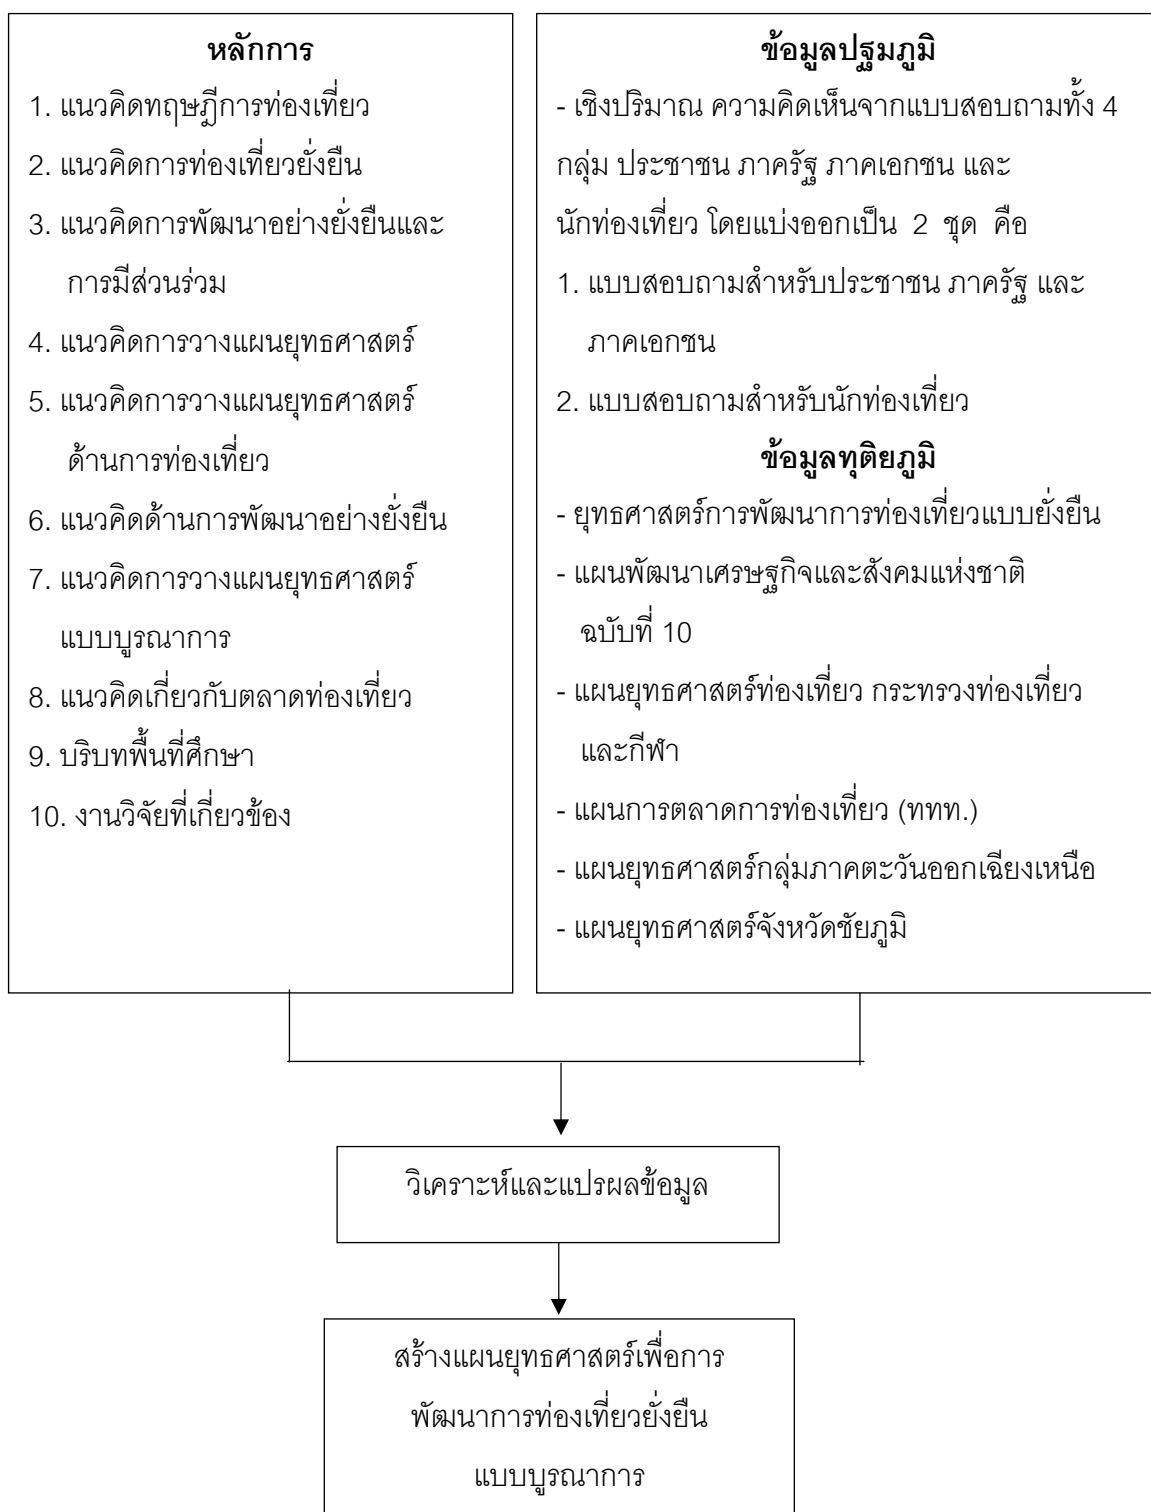 หลักการ
1. แนวคิดทฤษฎีการท่องเที่ยว
2. แนวคิดการท่องเที่ยวยั่งยืน
3. แนวคิดการพัฒนาอย่างยั่งยืนและ
การมีส่วนร่วม
4. แนวคิดการวางแผนยุทธศาสตร์
5. แนวคิดการวางแผนยุทธศาสตร์
ด้านการท่องเที่ยว
6. แนวคิดด้านการพัฒนาอย่างยั่งยืน
7. แนวคิดการวางแผนยุทธศาสตร์
แบบบูรณาการ
8. แนวคิดเกี่ยวกับตลาดท่องเที่ยว
9. บริบทพื้นที่ศึกษา
10. งานวิจัยที่เกี่ยวข้อง
ข้อมูลปฐมภูมิ
- เชิงปริมาณ ความคิดเห็นจากแบบสอบถามทั้ง 4
กลุ่ม ประชาชน ภาครัฐ ภาคเอกชน และ
นักท่องเที่ยว โดยแบ่งออกเป็น 2 ชุด คือ
1. แบบสอบถามสำหรับประชาชน ภาครัฐ และ
ภาคเอกชน
2. แบบสอบถามสำหรับนักท่องเที่ยว
ข้อมูลทุติยภูมิ
- ยุทธศาสตร์การพัฒนาการท่องเที่ยวแบบยั่งยืน
- แผนพัฒนาเศรษฐกิจและสังคมแห่งชาติ
ฉบับที่ 10
- แผนยุทธศาสตร์ท่องเที่ยว กระทรวงท่องเที่ยว
และกีฬา
- แผนการตลาดการท่องเที่ยว (ททท.)
- แผนยุทธศาสตร์กลุ่มภาคตะวันออกเฉียงเหนือ
- แผนยุทธศาสตร์จังหวัดชัยภูมิ
วิเคราะห์และแปรผลข้อมูล
สร้างแผนยุทธศาสตร์เพื่อการ
พัฒนาการท่องเที่ยวยั่งยืน
แบบบูรณาการ